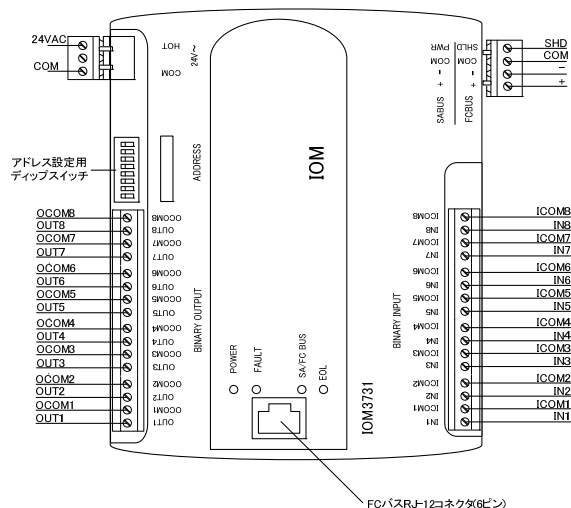 24VAC
COM
HOT
COM
24V~
SHD
COM
-
+
PWR
COM
-
+
SHLD
COM
-
+
SABUS
FCBUS
アドレス設定用
ディップスイッチ
ADDRESS
IOM
OCOM8
OUT8
OCOM7
OUT7
OCOM6
OUT6
OCOM5
OUT5
OCOM4
OUT4
OCOM3
OUT3
OCOM2
OUT2
OCOM1
OUT1
OCOM8
OUT8
OCOM7
OUT7
OCOM6
OUT6
OCOM5
OUT5
OCOM4
OUT4
OCOM3
OUT3
OCOM2
OUT2
OCOM1
OUT1
BINARY OUTPUT
POWER
FAULT
SA/FC BUS
EOL
IOM3731
BINARY INPUT
ICOM8
IN8
ICOM7
IN7
ICOM6
IN6
ICOM5
IN5
ICOM4
IN4
ICOM3
IN3
ICOM2
IN2
ICOM1
IN1
ICOM8
IN8
ICOM7
IN7
ICOM6
IN6
ICOM5
IN5
ICOM4
IN4
ICOM3
IN3
ICOM2
IN2
ICOM1
IN1
FCバスRJ-12コネクタ(6ピン)